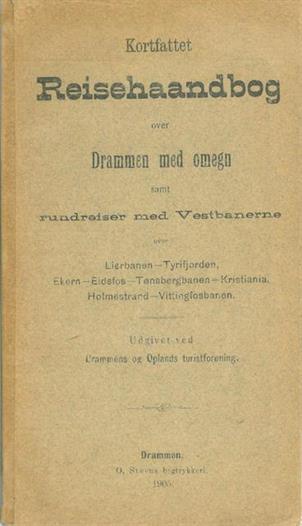 Kortfattet
Reisehaandbog
over
Drammen med omegn
samt
rundreiser med Vestbanerne
over
Lierbanen—Tyrifjorden,
Ekern—Eidsfos—Tønsbergbanen—Kristiania,
Holmestrand—Vittingfosbanen.
Udgivet ved
Drammens og Oplands turistforening.
Drammen.
O. Steens bogtrykkeri.
1905.